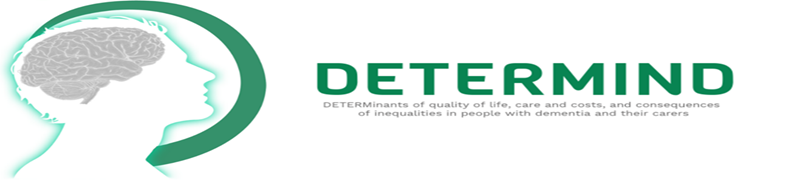 DETERMIND
DETERMinants of quality of life, care and costs, and consequences
of inequalities in people with dementia and their carers